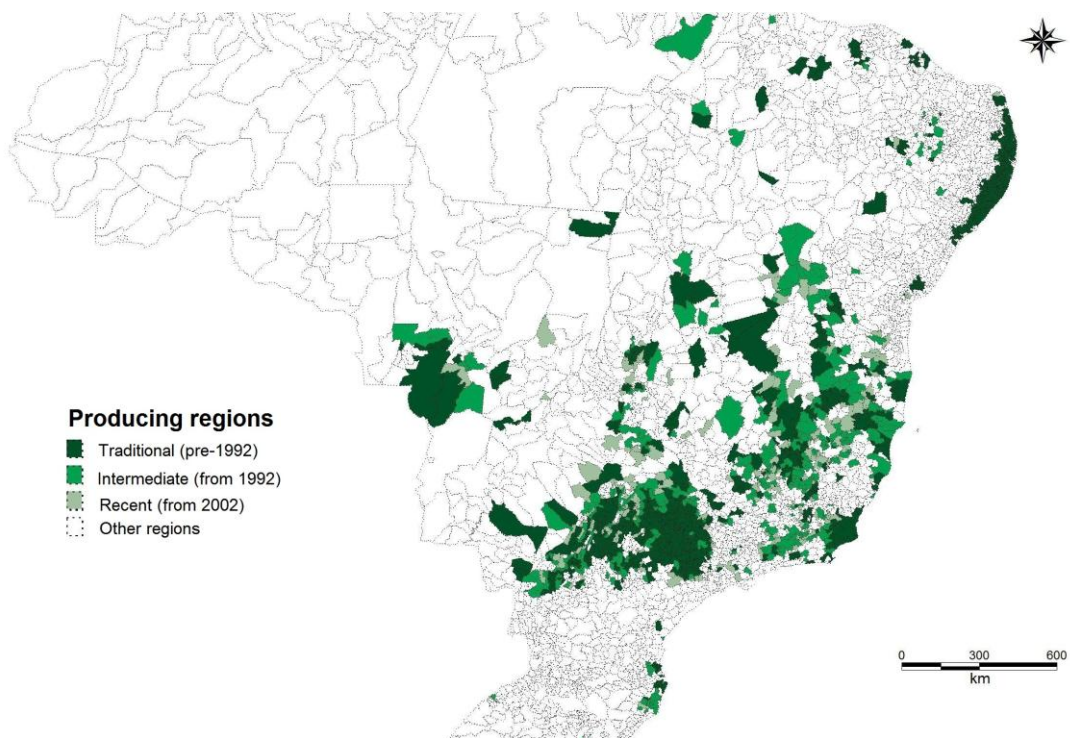 Producing regions
Traditional (pre-1992)
Intermediate (from 1992)
Recent (from 2002)
Other regions
0 300 600
km